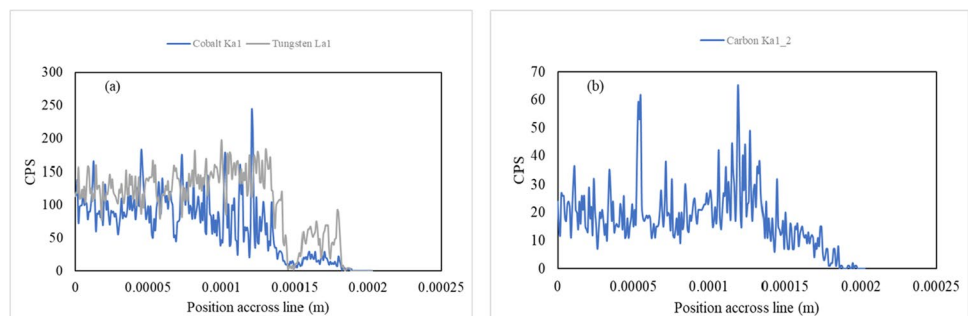 Cobalt Ka1 Tungsten La1
(a)
300
250
200
150
100
50
0
CPS
0 0.00005 0.0001 0.00015 0.0002 0.00025
Position accross line (m)
Carbon Ka1_2
(b)
70
60
50
40
30
20
10
0
CPS
0 0.00005 0.0001 0.00015 0.0002 0.00025
Position accross line (m)